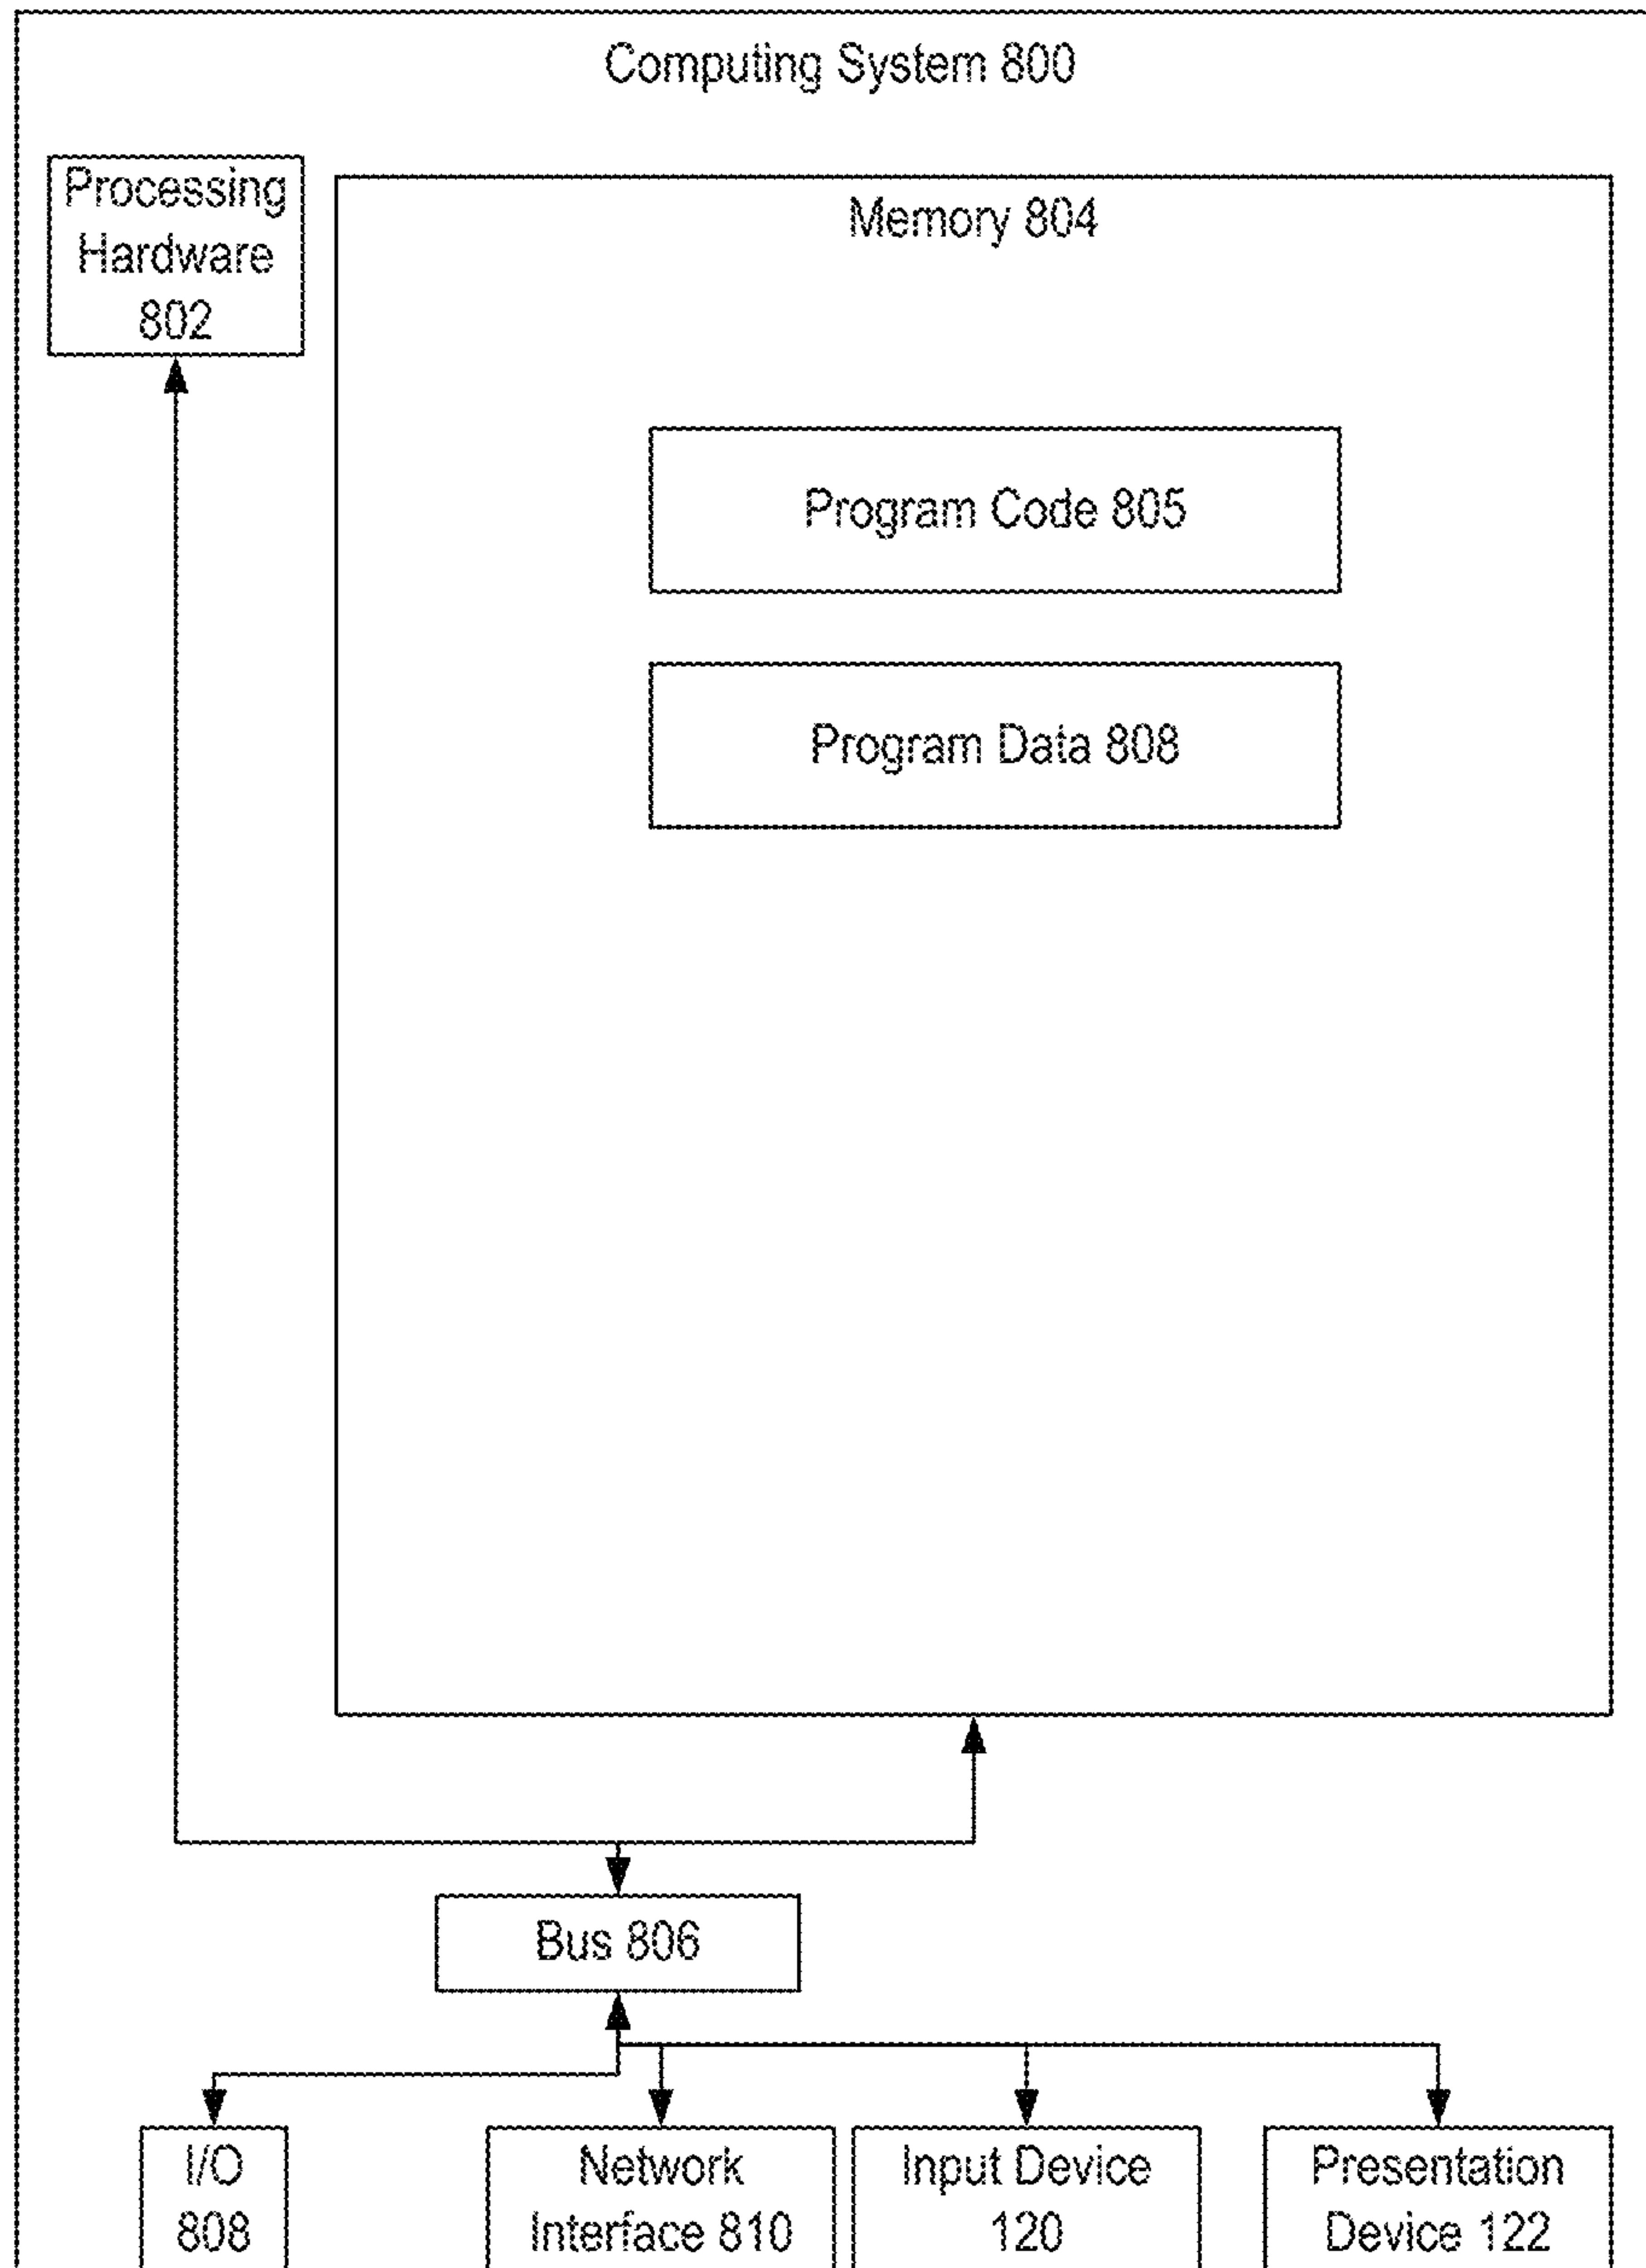 Computing System 800
Processing
Hardware
802
Memory 804
Program Code 805
Program Data 808
Bus 806
I/O
808
Network
Interface 810
Input Device
120
Presentation
Device 122